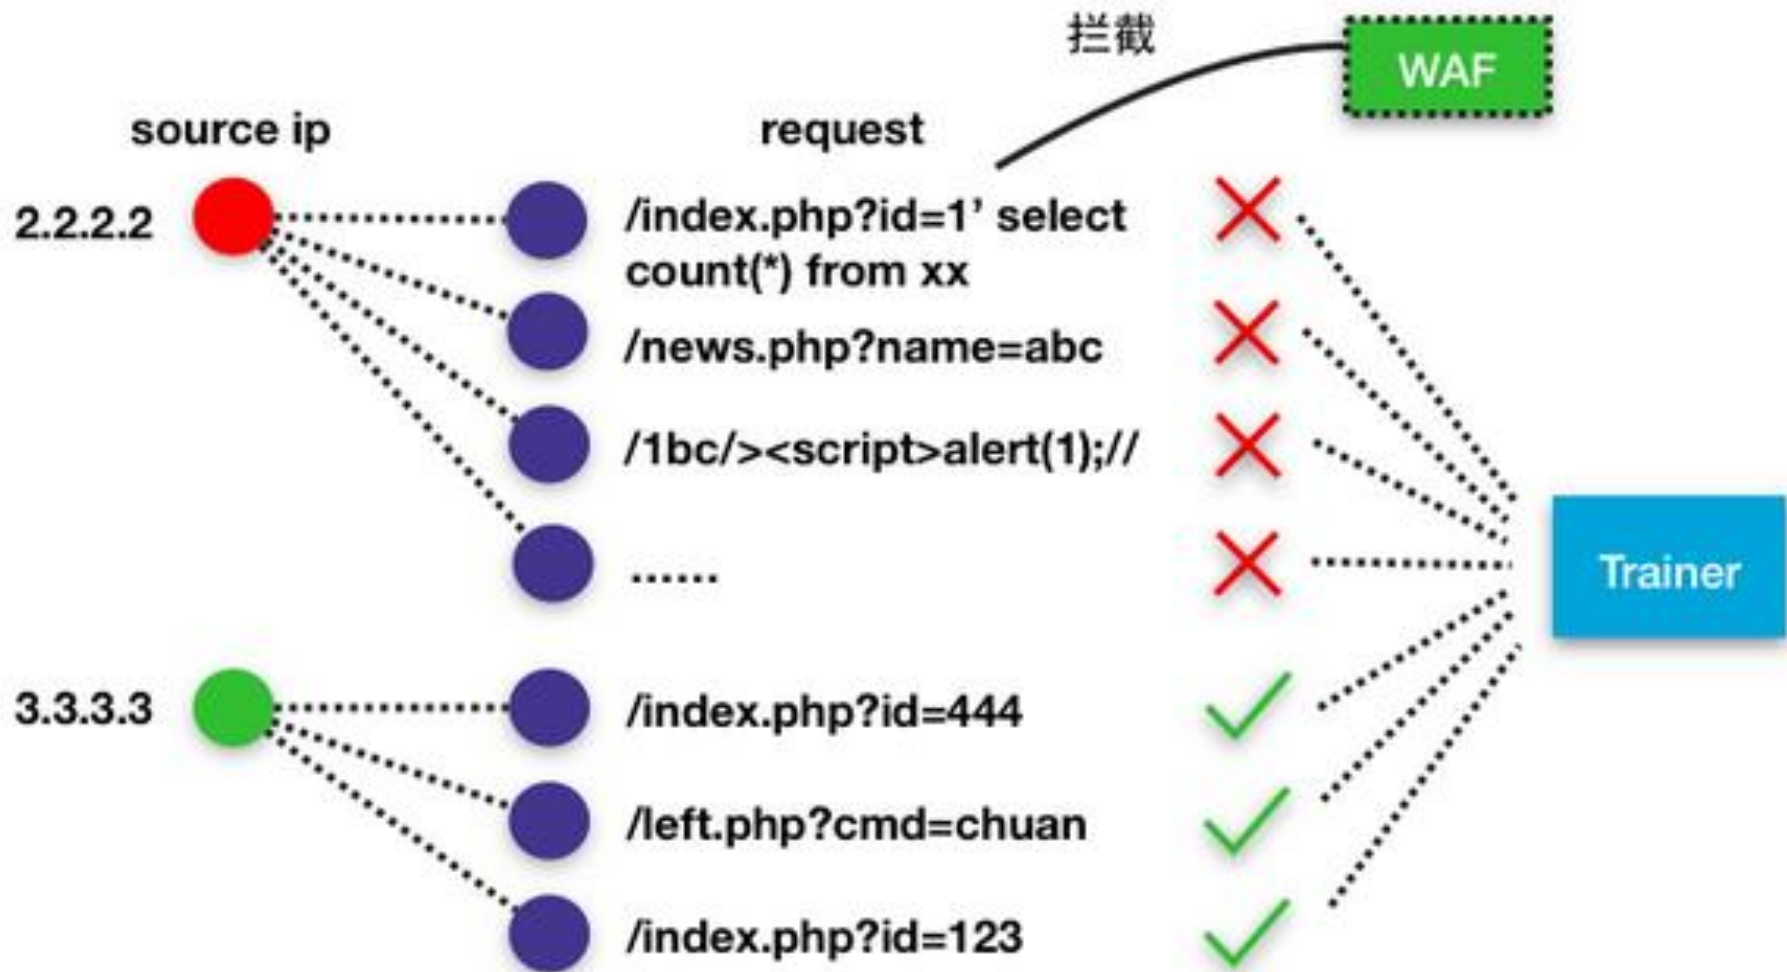 拦截
WAF
source ip
request
2.2.2.2
/index.php?id=1’ select
count(*) from xx
/news.php?name=abc
/1bc/><script>alert(1);//
......
Trainer
3.3.3.3
/index.php?id=444
/left.php?cmd=chuan
/index.php?id=123